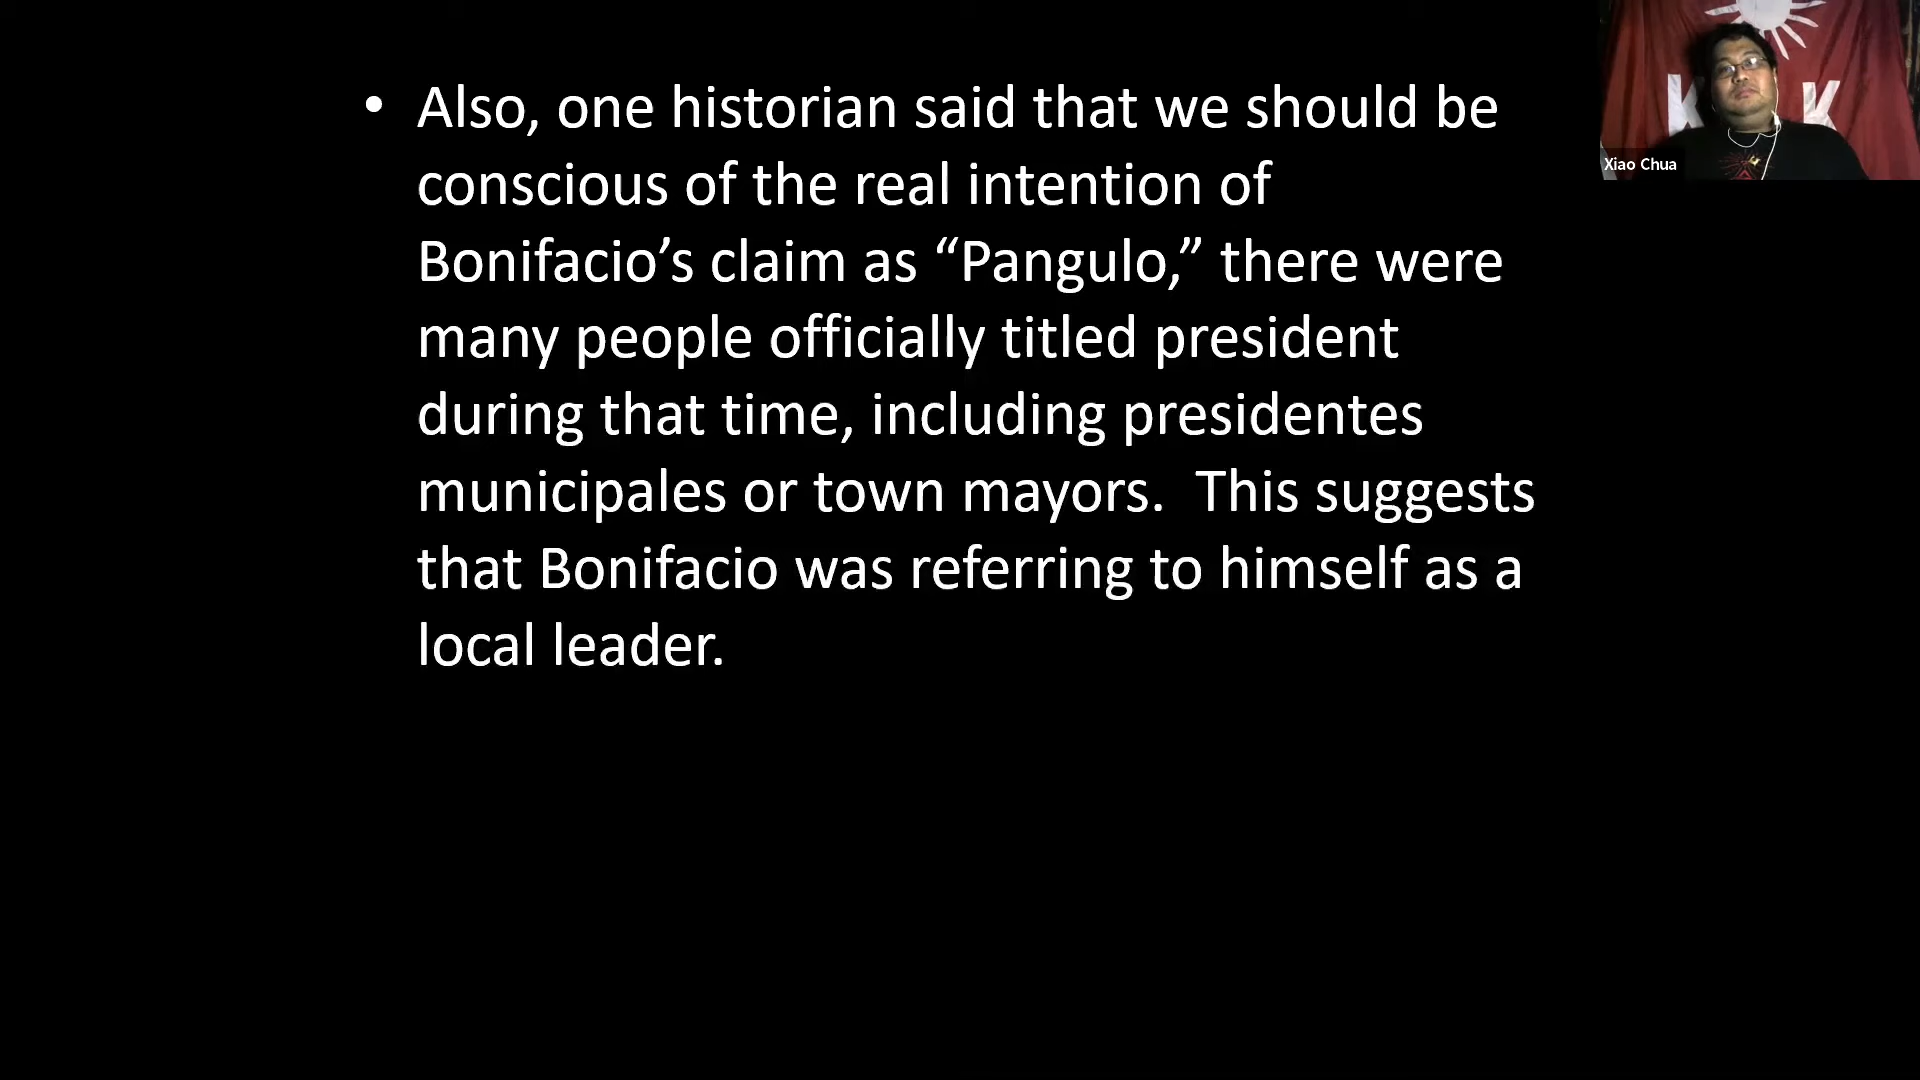 • Also, one historian said that we should be
conscious of the real intention of
Bonifacio’s claim as “Pangulo,” there were
many people officially titled president
during that time, including presidentes
municipales or town mayors.  This suggests
that Bonifacio was referring to himself as a
local leader.
K K
Xiao Chua